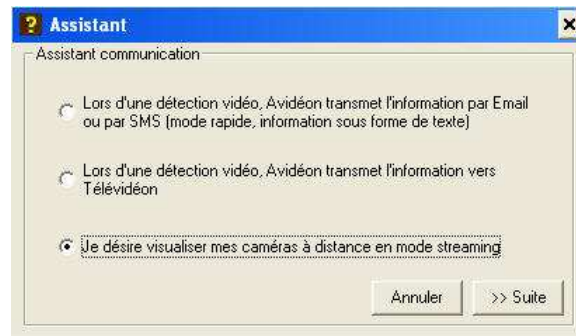 Assistant
Assistant communication
Lors d'une détection vidéo, Avidéon transmet l'information par Email
ou par SMS (mode rapide, information sous forme de texte)
Lors d'une détection vidéo, Avidéon transmet l'information vers
Télévidéon
Je désire visualiser mes caméras à distance en mode streaming
Annuler >> Suite